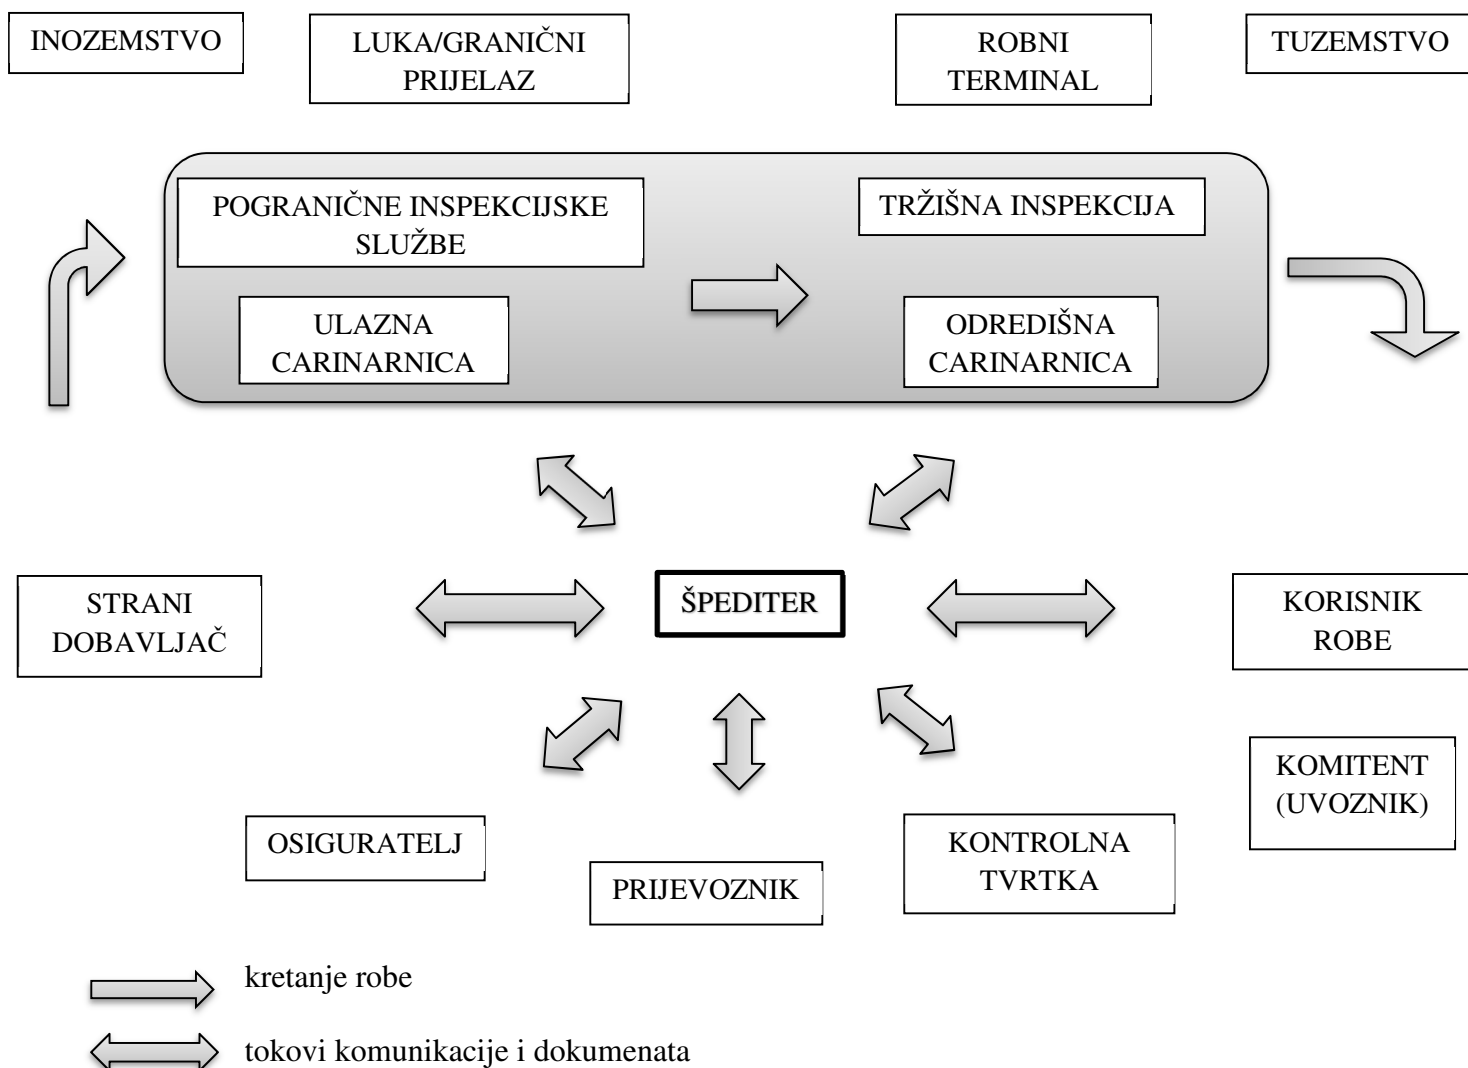 INOZEMSTVO
LUKA/GRANIČNI
PRIJELAZ
ROBNI
TERMINAL
TUZEMSTVO
POGRANIČNE INSPEKCIJSKE
SLUŽBE
TRŽIŠNA INSPEKCIJA
ULAZNA
CARINARNICA
ODREDIŠNA
CARINARNICA
STRANI
DOBAVLJAČ
ŠPEDITER
KORISNIK
ROBE
KOMITENT
(UVOZNIK)
OSIGURATELJ
PRIJEVOZNIK
KONTROLNA
TVRTKA
kretanje robe
tokovi komunikacije i dokumenata